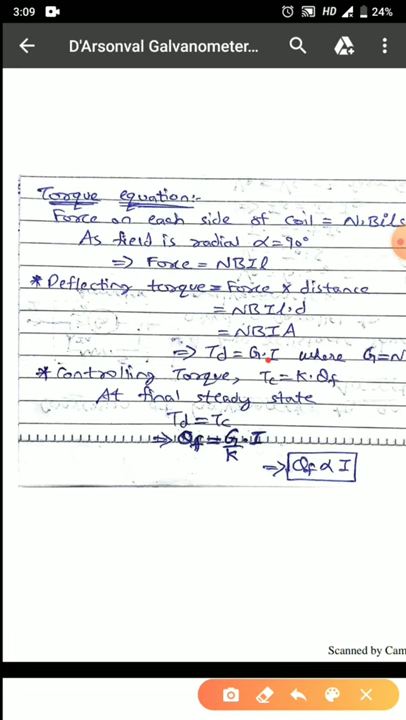 3:09 HD 24%
D'Arsonval Galvanometer...
Torque equation:-
Force on each side of coil = N.Bils
As field is radial α=90°
⇒ Force = NBIl
* Deflecting torque = Force × distance
= NBIl.d
= NBIA
⇒ Td = G.I where G=N
* Controlling Torque, Tc = K.θf
At final steady state
Td = Tc
⇒ θf = G/K . I
⇒ θf α I
Scanned by Cam